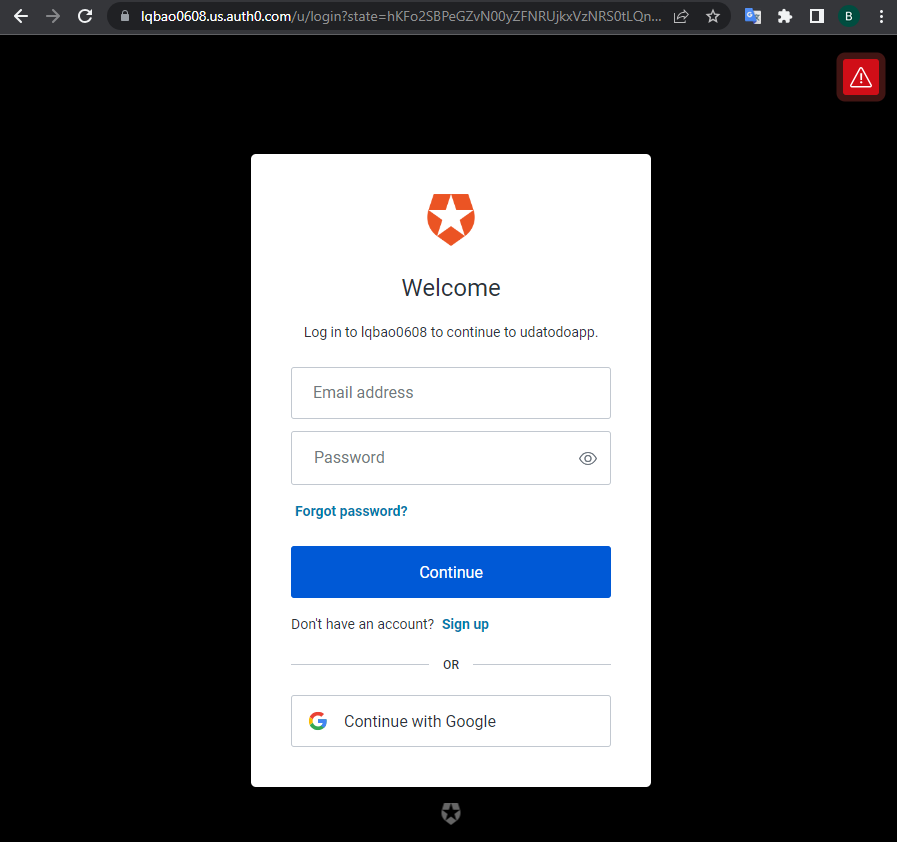 lqbao0608.us.auth0.com/u/login?state=hKFo2SBPeGZvN00yZFNRUjkxVzNRS0tLQn...
B
Welcome
Log in to lqbao0608 to continue to udatodoapp.
Email address
Password
Forgot password?
Continue
Don't have an account? Sign up
OR
Continue with Google